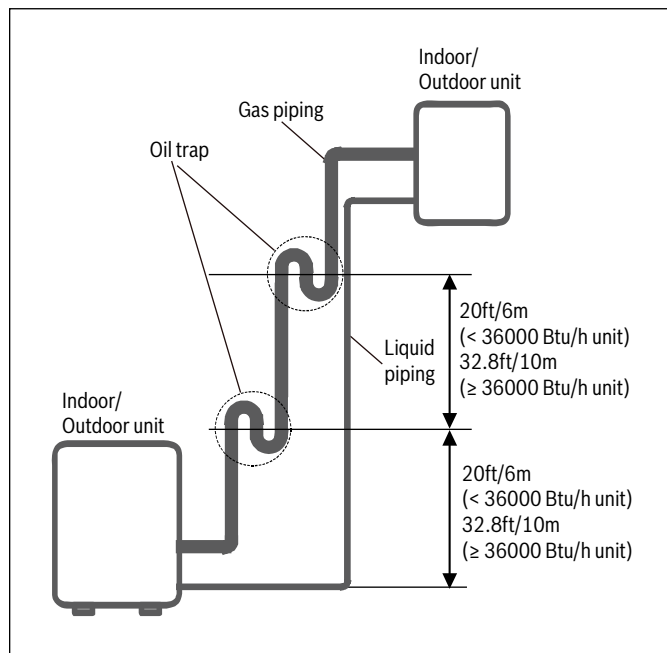 Indoor/
Outdoor unit
Gas piping
Oil trap
20ft/6m
(< 36000 Btu/h unit)
32.8ft/10m
(≥ 36000 Btu/h unit)
Liquid
piping
Indoor/
Outdoor unit
20ft/6m
(< 36000 Btu/h unit)
32.8ft/10m
(≥ 36000 Btu/h unit)